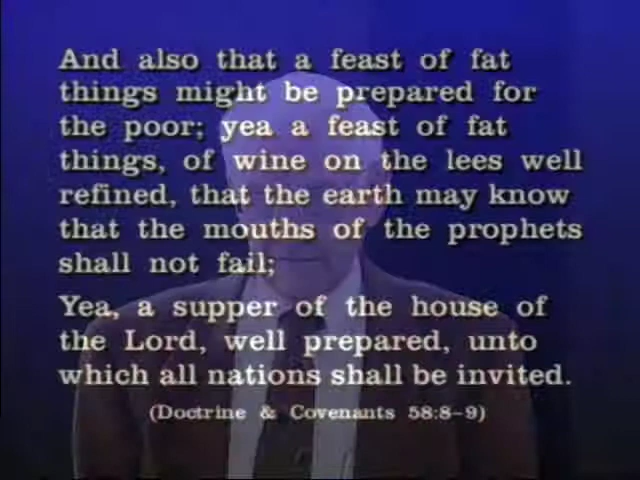 And also that a feast of fat
things might be prepared for
the poor; yea a feast of fat
things, of wine on the lees well
refined, that the earth may know
that the mouths of the prophets
shall not fail;
Yea, a supper of the house of
the Lord, well prepared, unto
which all nations shall be invited.
(Doctrine & Covenants 58:8–9)